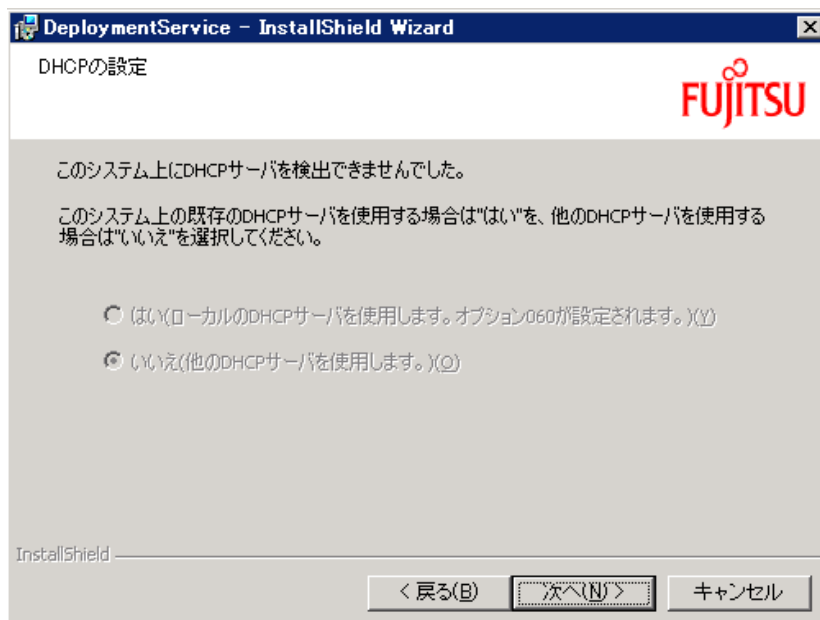 DeploymentService - InstallShield Wizard
DHCPの設定
FUJITSU
このシステム上にDHCPサーバを検出できませんでした。
このシステム上の既存のDHCPサーバを使用する場合は"はい"を、他のDHCPサーバを使用する
場合は"いいえ"を選択してください。
はい(ローカルのDHCPサーバを使用します。オプション060が設定されます。)(Y)
いいえ(他のDHCPサーバを使用します。)(O)
InstallShield
< 戻る(B)
次へ(N) >
キャンセル